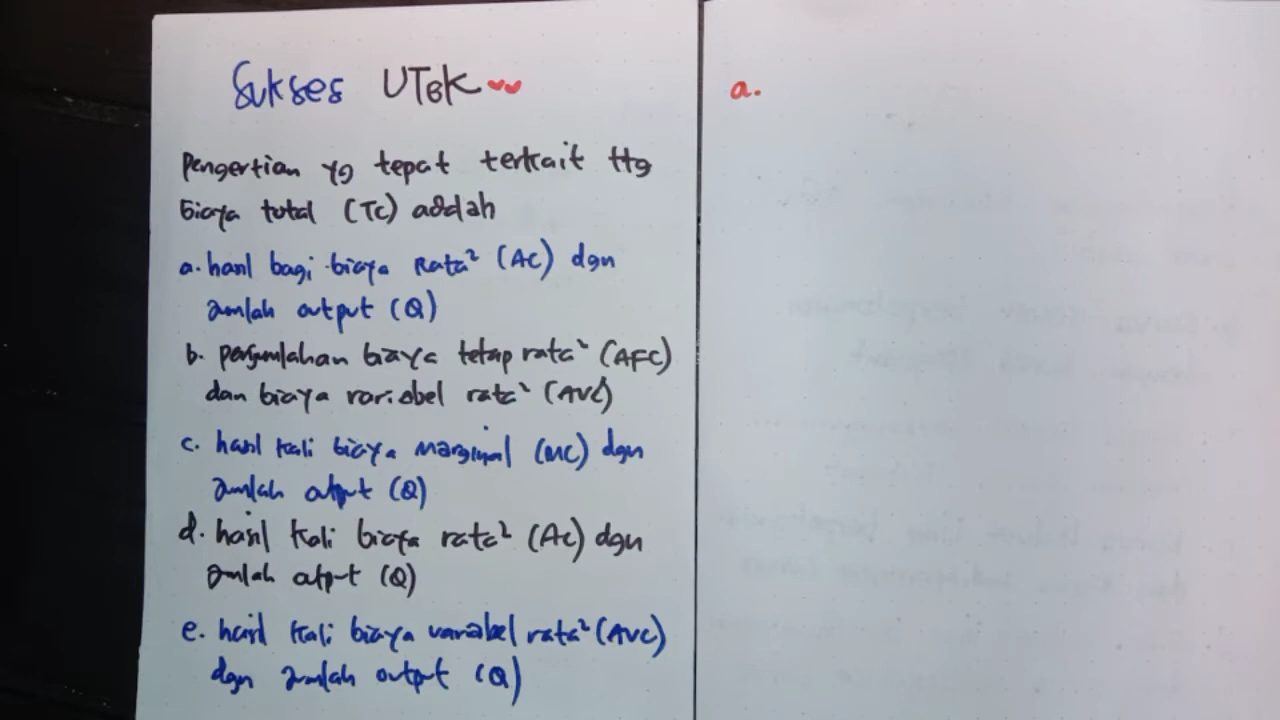 Sukses UTBK
Pengertian yg tepat terkait ttg
biaya total (TC) adalah
a. hasil bagi biaya Rata² (AC) dgn
jumlah output (Q)
b. penjumlahan biaya tetap rata² (AFC)
dan biaya variabel rata² (AVC)
c. hasil kali biaya Marginal (MC) dgn
jumlah output (Q)
d. hasil kali biaya rata² (AC) dgn
jumlah output (Q)
e. hasil kali biaya variabel rata² (AVC)
dgn jumlah output (Q)
a.